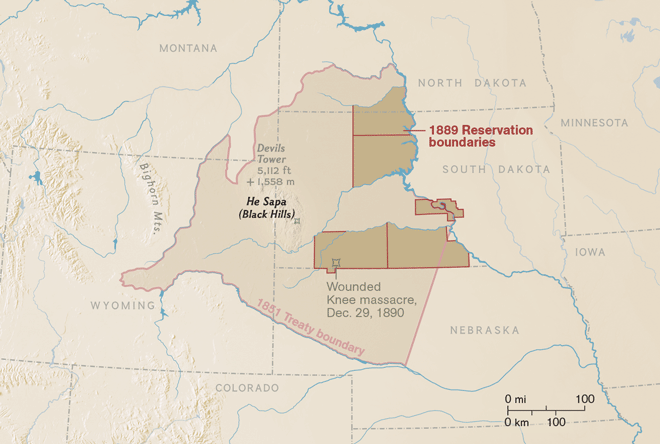 MONTANA
NORTH DAKOTA
MINNESOTA
1889 Reservation
boundaries
Devils
Tower
5,112 ft
1,558 m
SOUTH DAKOTA
Bighorn Mts.
He Sapa
(Black Hills)
IOWA
Wounded
Knee massacre,
Dec. 29, 1890
WYOMING
1851 Treaty boundary
NEBRASKA
COLORADO
0 mi 100
0 km 100